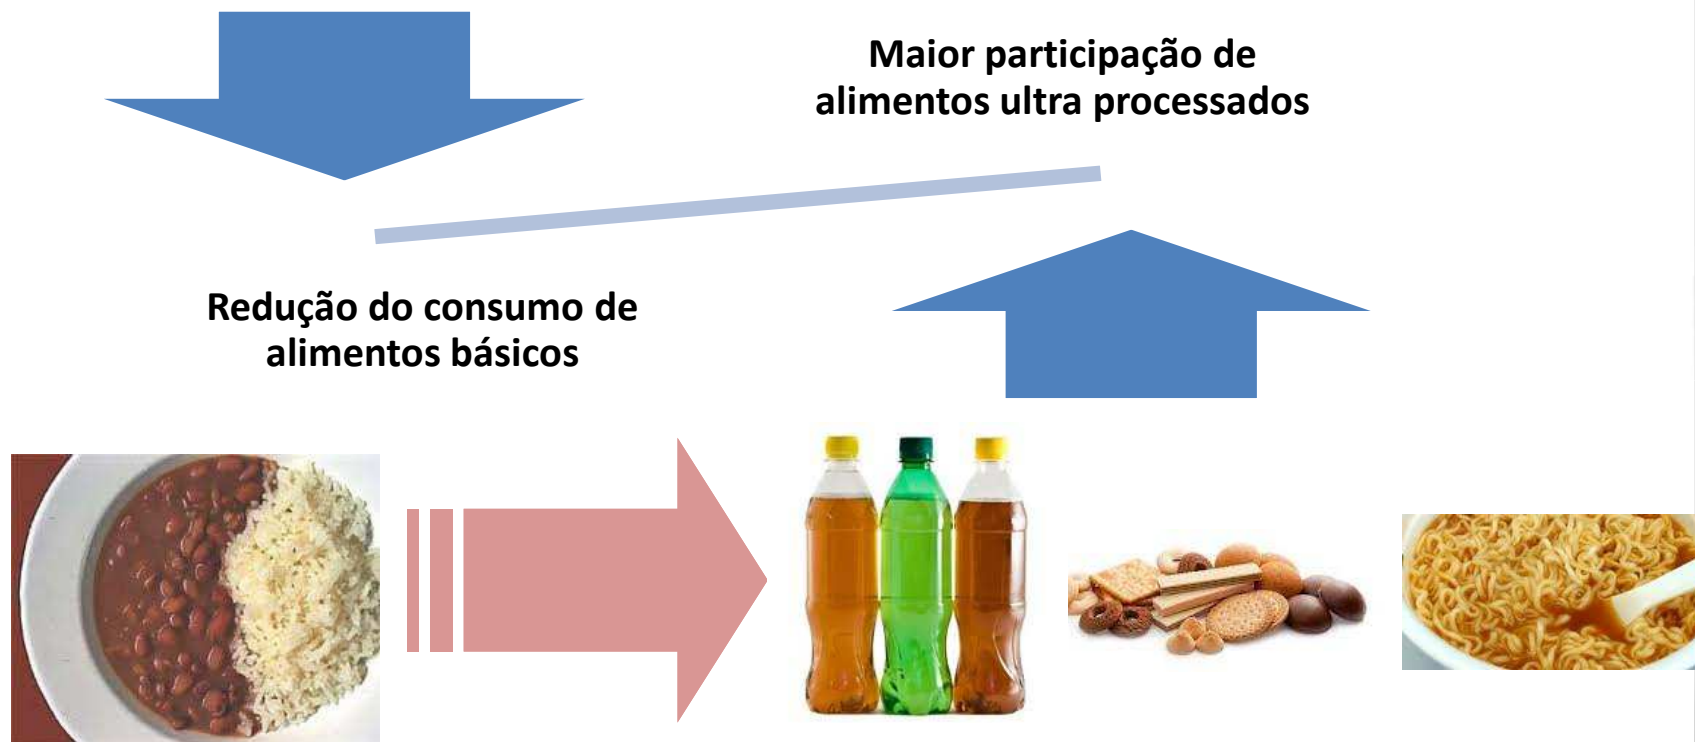 Maior participação de
alimentos ultra processados
Redução do consumo de
alimentos básicos